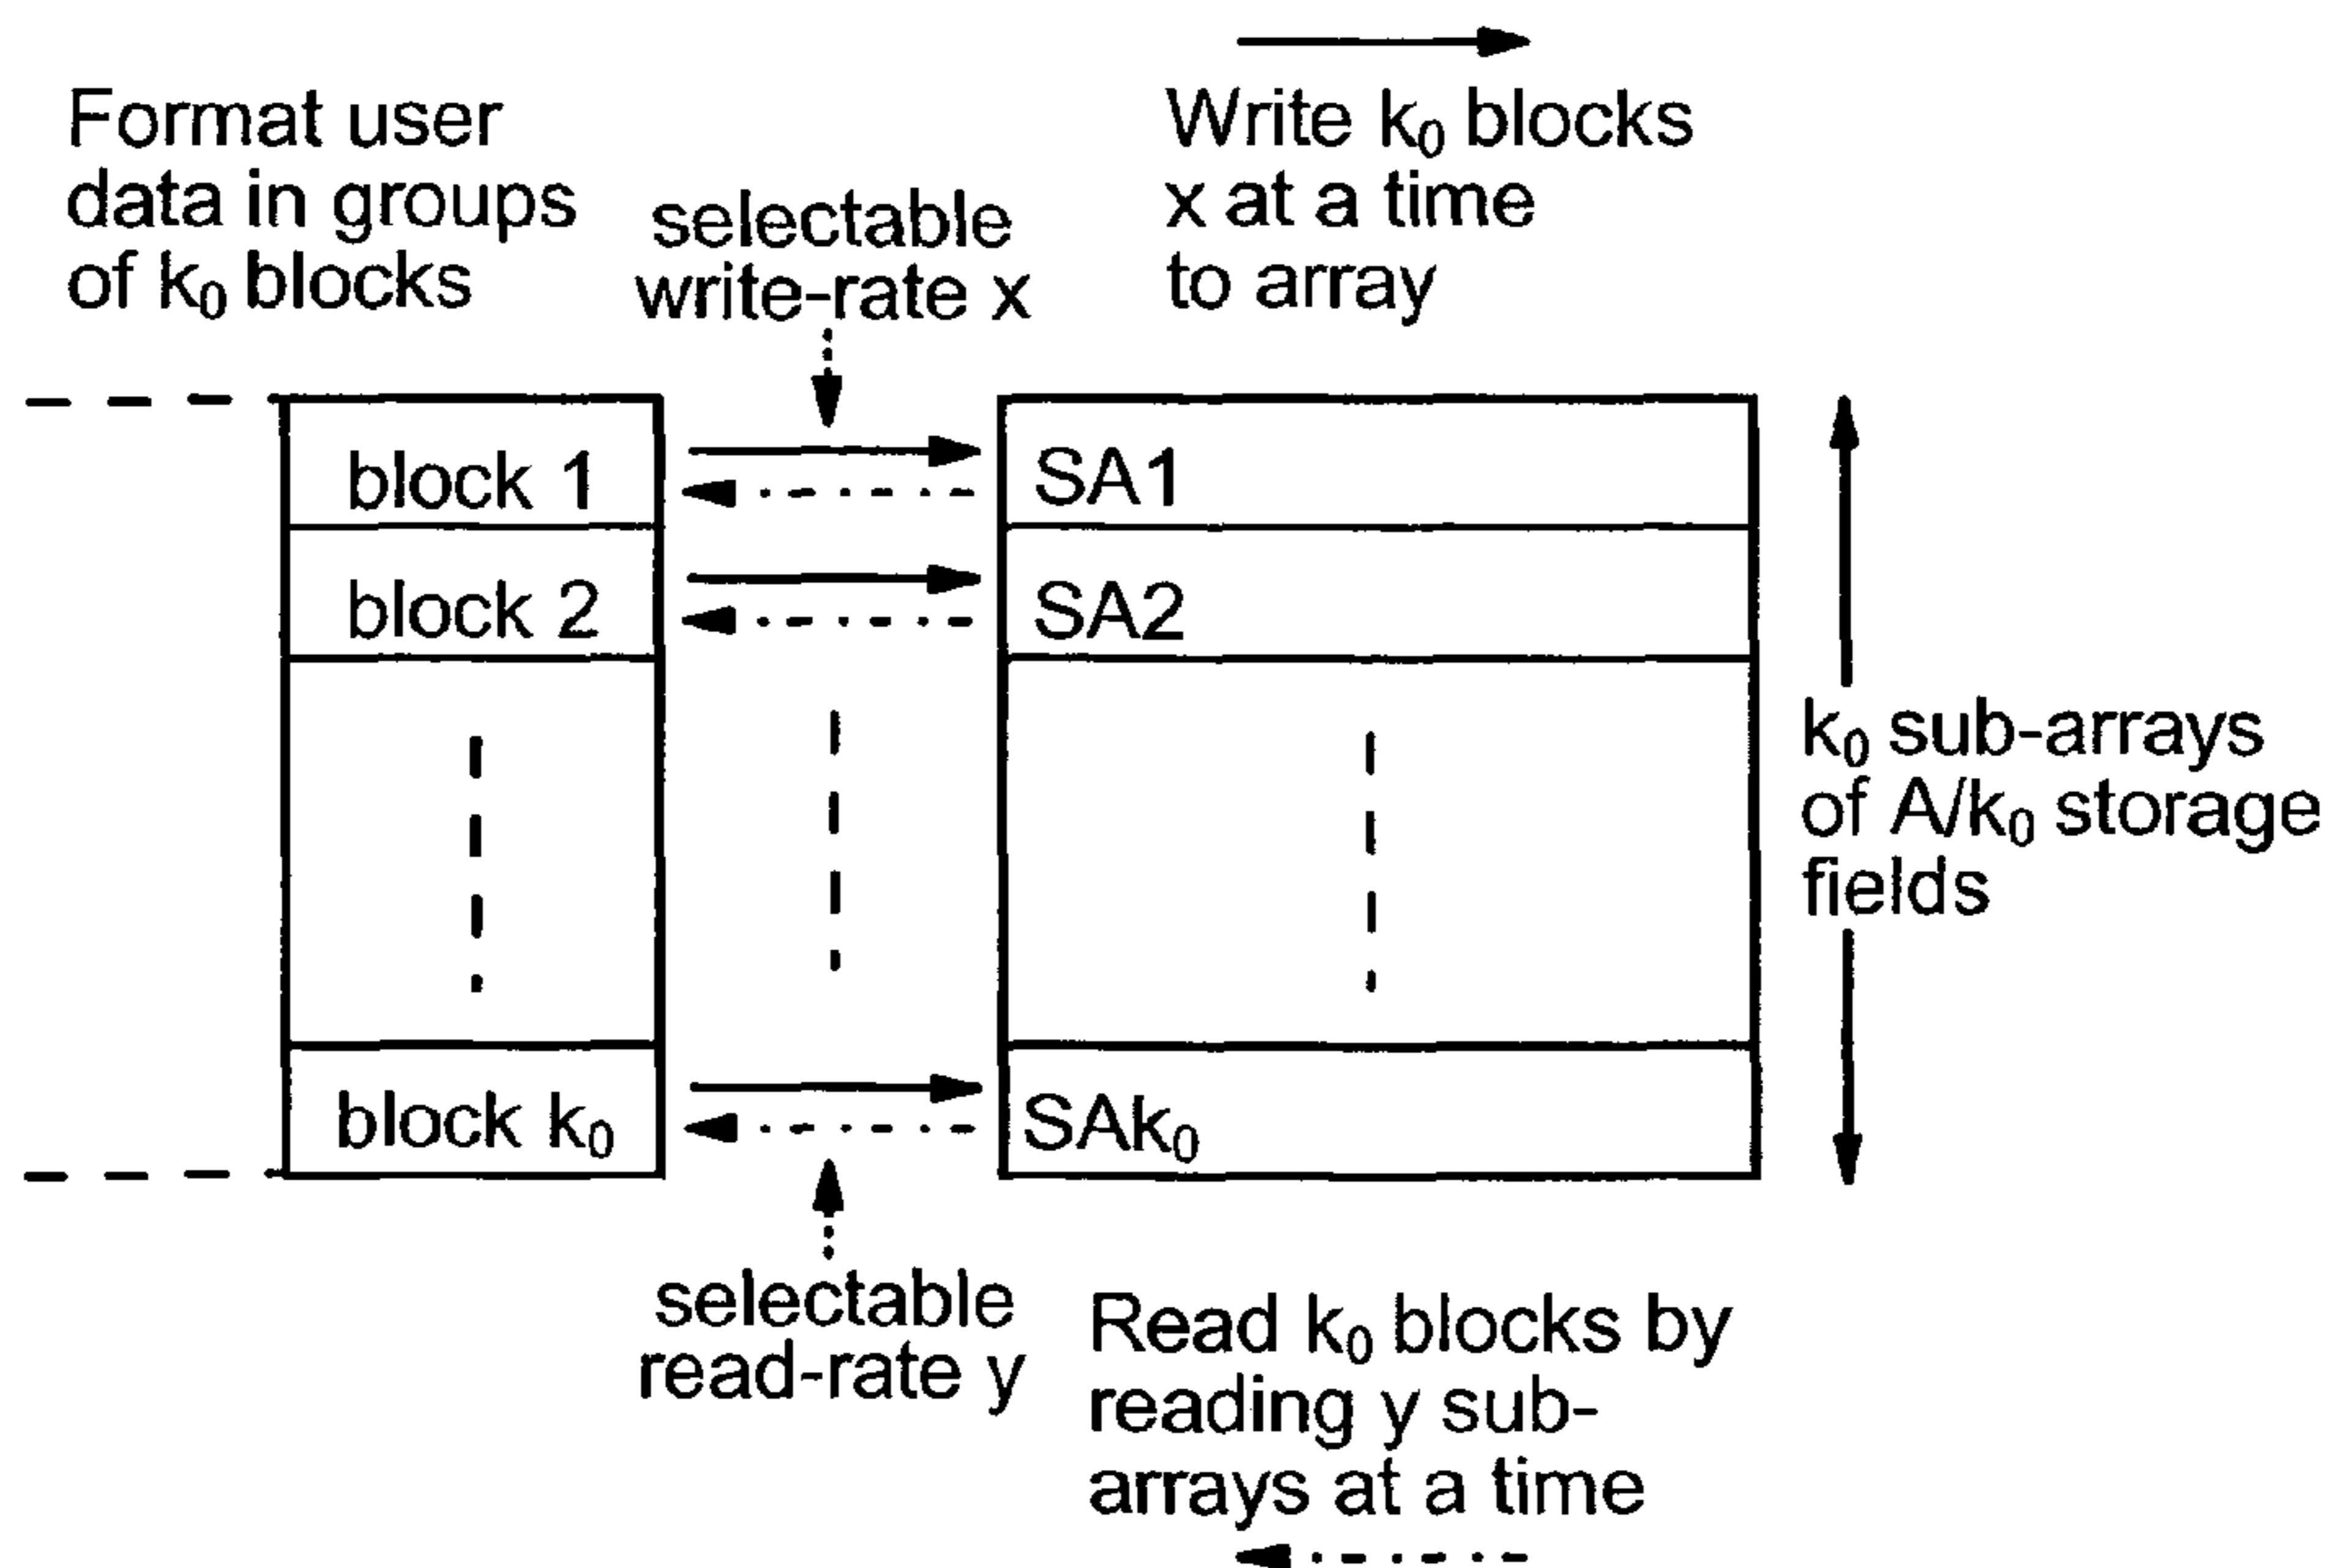 Format user
data in groups
of k₀ blocks
selectable
write-rate x
Write k₀ blocks
x at a time
to array
block 1
SA1
block 2
SA2
k₀ sub-arrays
of A/k₀ storage
fields
block k₀
SAk₀
selectable
read-rate y
Read k₀ blocks by
reading y sub-
arrays at a time